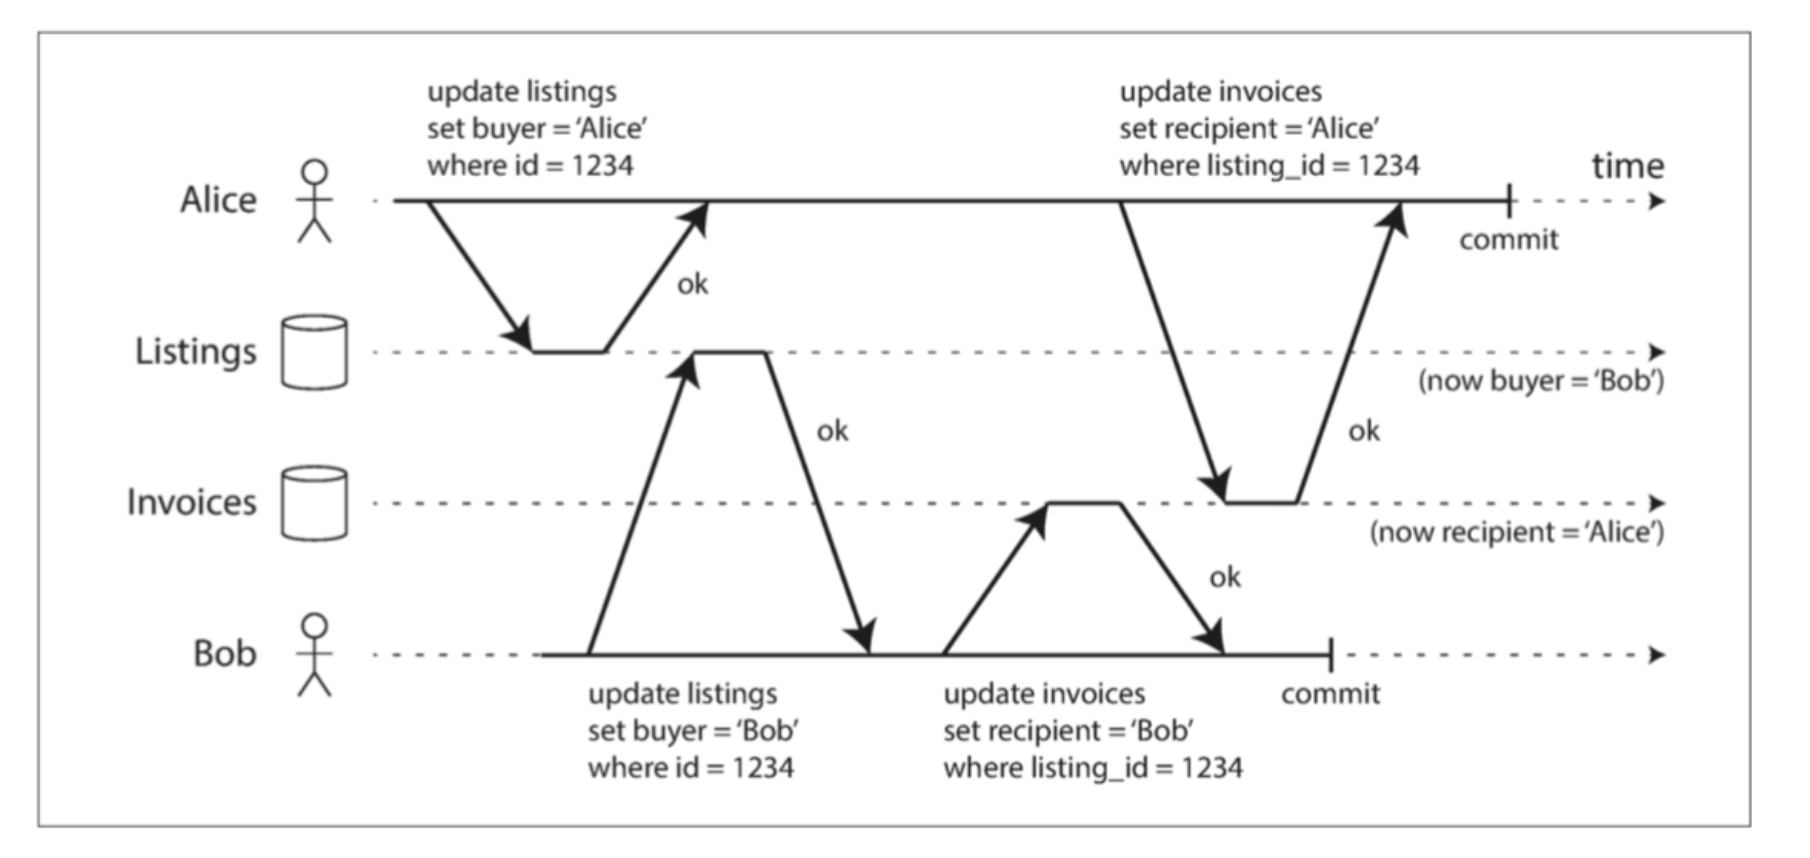 update listings
set buyer = ‘Alice’
where id = 1234
update invoices
set recipient = ‘Alice’
where listing_id = 1234
time
Alice
commit
ok
Listings
(now buyer = ‘Bob’)
ok
ok
Invoices
(now recipient = ‘Alice’)
ok
Bob
update listings
set buyer = ‘Bob’
where id = 1234
update invoices
set recipient = ‘Bob’
where listing_id = 1234
commit